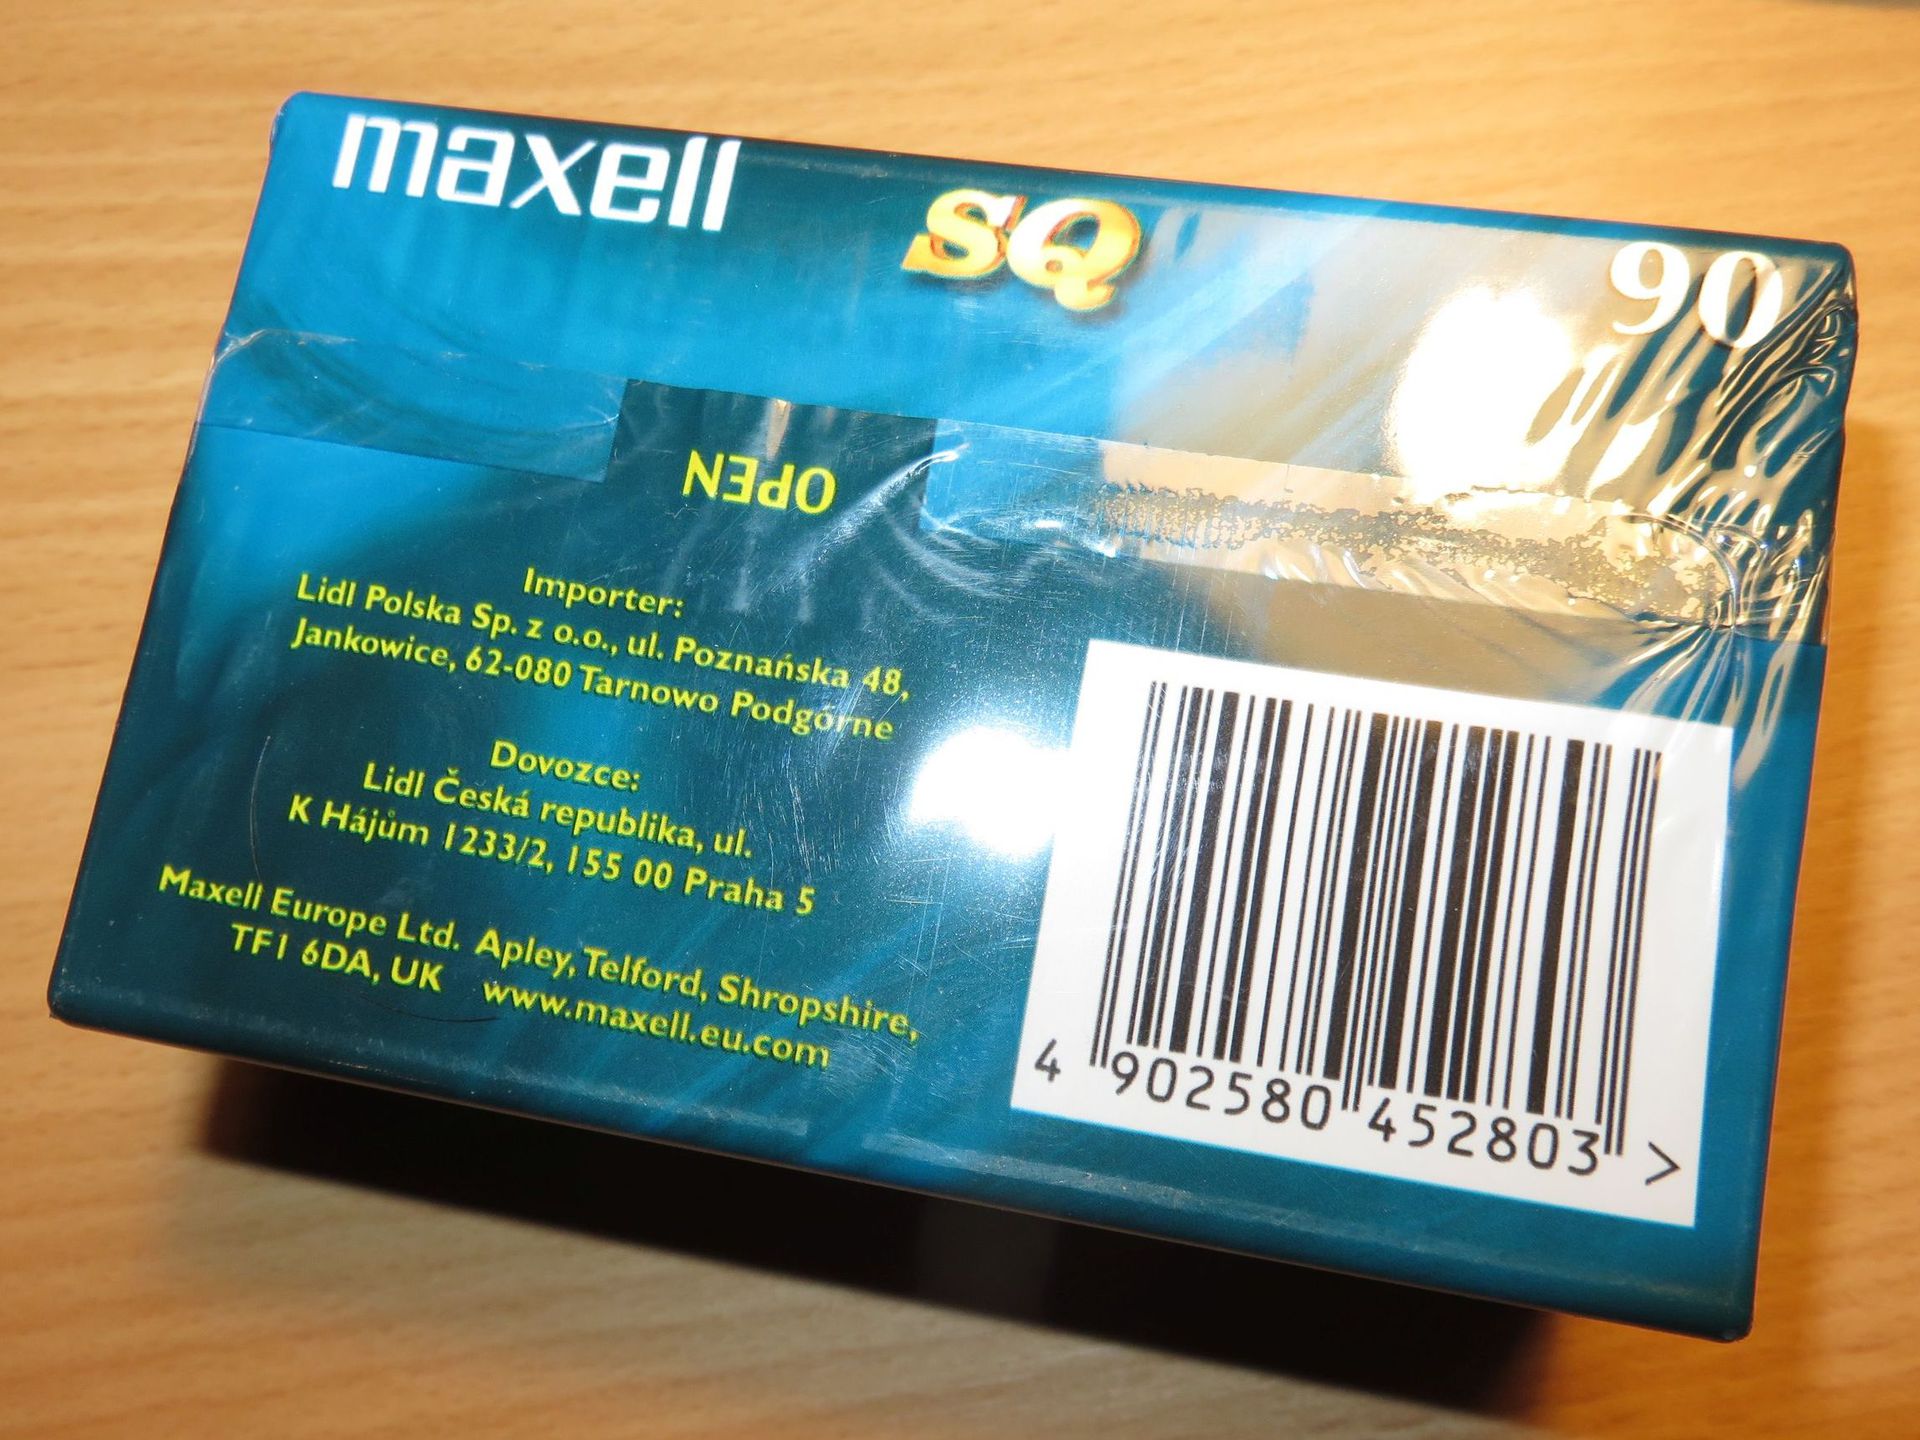 maxell SQ 90
OPEN
Importer:
Lidl Polska Sp. z o.o., ul. Poznańska 48,
Jankowice, 62-080 Tarnowo Podgórne
Dovozce:
Lidl Česká republika, ul.
K Hájům 1233/2, 155 00 Praha 5
Maxell Europe Ltd. Apley, Telford, Shropshire,
TF1 6DA, UK www.maxell.eu.com
4 902580 452803 >